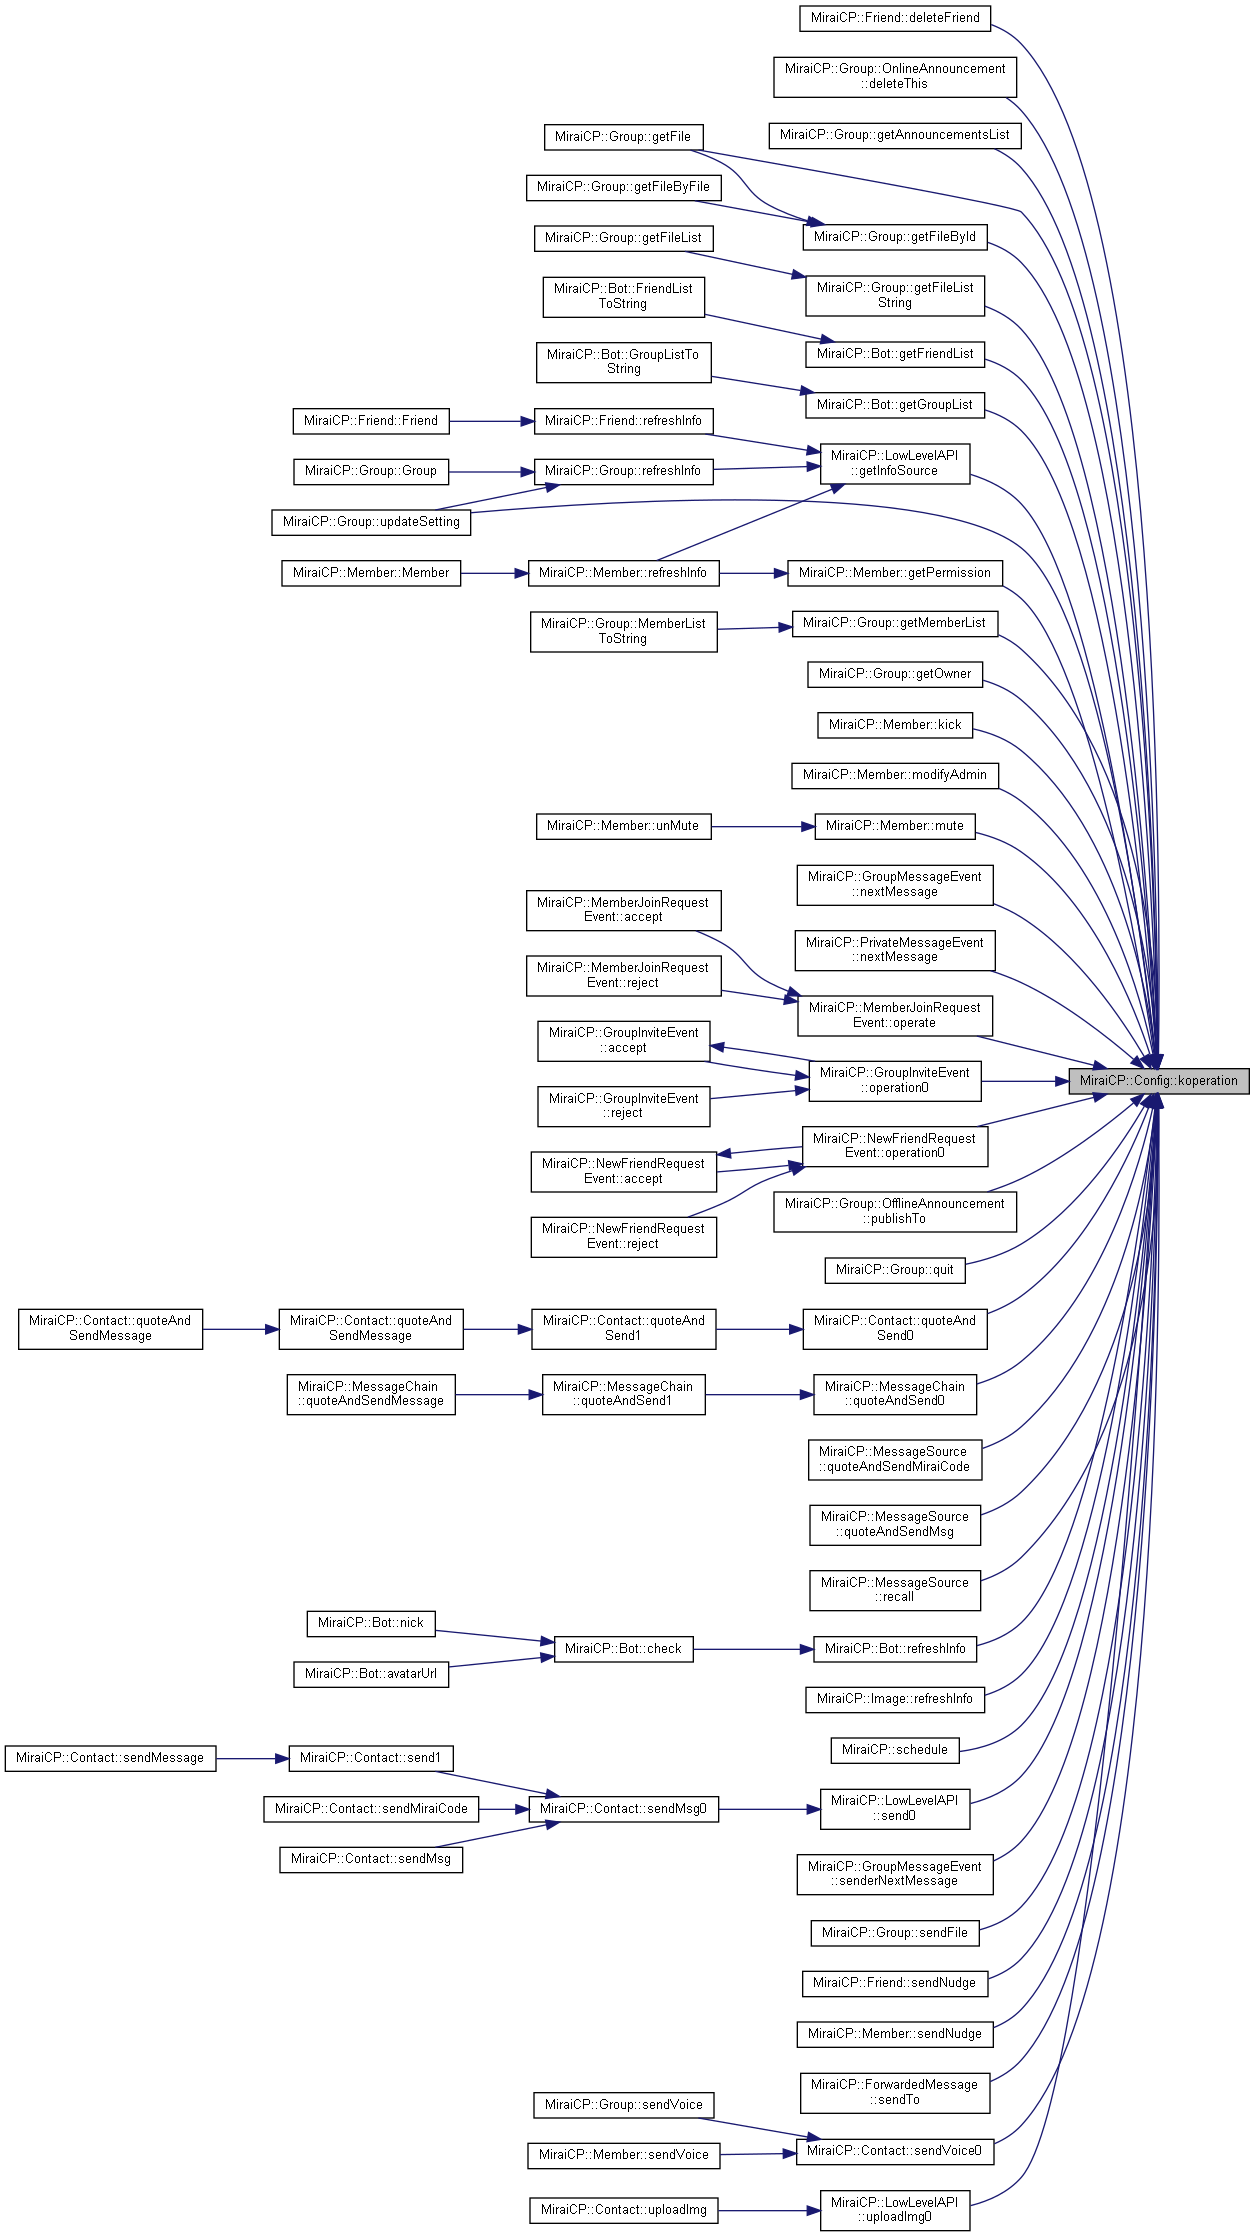 MiraiCP::Friend::deleteFriend
MiraiCP::Group::OnlineAnnouncement
::deleteThis
MiraiCP::Group::getFile
MiraiCP::Group::getAnnouncementsList
MiraiCP::Group::getFileByFile
MiraiCP::Group::getFileList
MiraiCP::Group::getFileById
MiraiCP::Bot::FriendList
ToString
MiraiCP::Group::getFileList
String
MiraiCP::Bot::GroupListTo
String
MiraiCP::Bot::getFriendList
MiraiCP::Bot::getGroupList
MiraiCP::Friend::Friend
MiraiCP::Friend::refreshInfo
MiraiCP::Group::Group
MiraiCP::Group::refreshInfo
MiraiCP::LowLevelAPI
::getInfoSource
MiraiCP::Group::updateSetting
MiraiCP::Member::Member
MiraiCP::Member::refreshInfo
MiraiCP::Member::getPermission
MiraiCP::Group::MemberList
ToString
MiraiCP::Group::getMemberList
MiraiCP::Group::getOwner
MiraiCP::Member::kick
MiraiCP::Member::modifyAdmin
MiraiCP::Member::unMute
MiraiCP::Member::mute
MiraiCP::GroupMessageEvent
::nextMessage
MiraiCP::MemberJoinRequest
Event::accept
MiraiCP::PrivateMessageEvent
::nextMessage
MiraiCP::MemberJoinRequest
Event::reject
MiraiCP::MemberJoinRequest
Event::operate
MiraiCP::GroupInviteEvent
::accept
MiraiCP::GroupInviteEvent
::operation0
MiraiCP::Config::koperation
MiraiCP::GroupInviteEvent
::reject
MiraiCP::NewFriendRequest
Event::operation0
MiraiCP::NewFriendRequest
Event::accept
MiraiCP::Group::OfflineAnnouncement
::publishTo
MiraiCP::NewFriendRequest
Event::reject
MiraiCP::Group::quit
MiraiCP::Contact::quoteAnd
SendMessage
MiraiCP::Contact::quoteAnd
SendMessage
MiraiCP::Contact::quoteAnd
Send1
MiraiCP::Contact::quoteAnd
Send0
MiraiCP::MessageChain
::quoteAndSendMessage
MiraiCP::MessageChain
::quoteAndSend1
MiraiCP::MessageChain
::quoteAndSend0
MiraiCP::MessageSource
::quoteAndSendMiraiCode
MiraiCP::MessageSource
::quoteAndSendMsg
MiraiCP::MessageSource
::recall
MiraiCP::Bot::nick
MiraiCP::Bot::avatarUrl
MiraiCP::Bot::check
MiraiCP::Bot::refreshInfo
MiraiCP::Image::refreshInfo
MiraiCP::schedule
MiraiCP::Contact::sendMessage
MiraiCP::Contact::send1
MiraiCP::Contact::sendMiraiCode
MiraiCP::Contact::sendMsg0
MiraiCP::LowLevelAPI
::send0
MiraiCP::Contact::sendMsg
MiraiCP::GroupMessageEvent
::senderNextMessage
MiraiCP::Group::sendFile
MiraiCP::Friend::sendNudge
MiraiCP::Member::sendNudge
MiraiCP::ForwardedMessage
::sendTo
MiraiCP::Group::sendVoice
MiraiCP::Member::sendVoice
MiraiCP::Contact::sendVoice0
MiraiCP::Contact::uploadImg
MiraiCP::LowLevelAPI
::uploadImg0